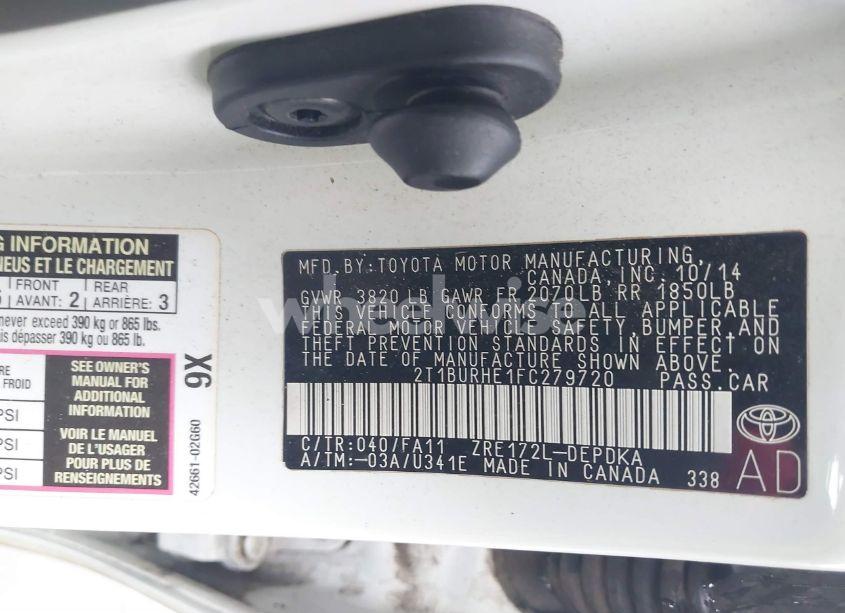 G INFORMATION
NEUS ET LE CHARGEMENT
FRONT REAR
AVANT: 2 ARRIÈRE: 3
never exceed 390 kg or 865 lbs.
dépasser 390 kg ou 865 lb.
FROID
PSI
PSI
SEE OWNER'S
MANUAL FOR
ADDITIONAL
INFORMATION
VOIR LE MANUEL
DE L'USAGER
POUR PLUS DE
RENSEIGNEMENTS
9X
42661-02G60
MFD. BY: TOYOTA MOTOR MANUFACTURING,
CANADA, INC. 10/14
GVWR 3820LB GAWR FR 2070LB RR 1850LB
THIS VEHICLE CONFORMS TO ALL APPLICABLE
FEDERAL MOTOR VEHICLE SAFETY, BUMPER, AND
THEFT PREVENTION STANDARDS IN EFFECT ON
THE DATE OF MANUFACTURE SHOWN ABOVE.
2T1BURHE1FC279720 PASS.CAR
C/TR:040/FA11 ZRE172L-DEPDKA
A/TM:-03A/U341E MADE IN CANADA 338
AD
wheelwise